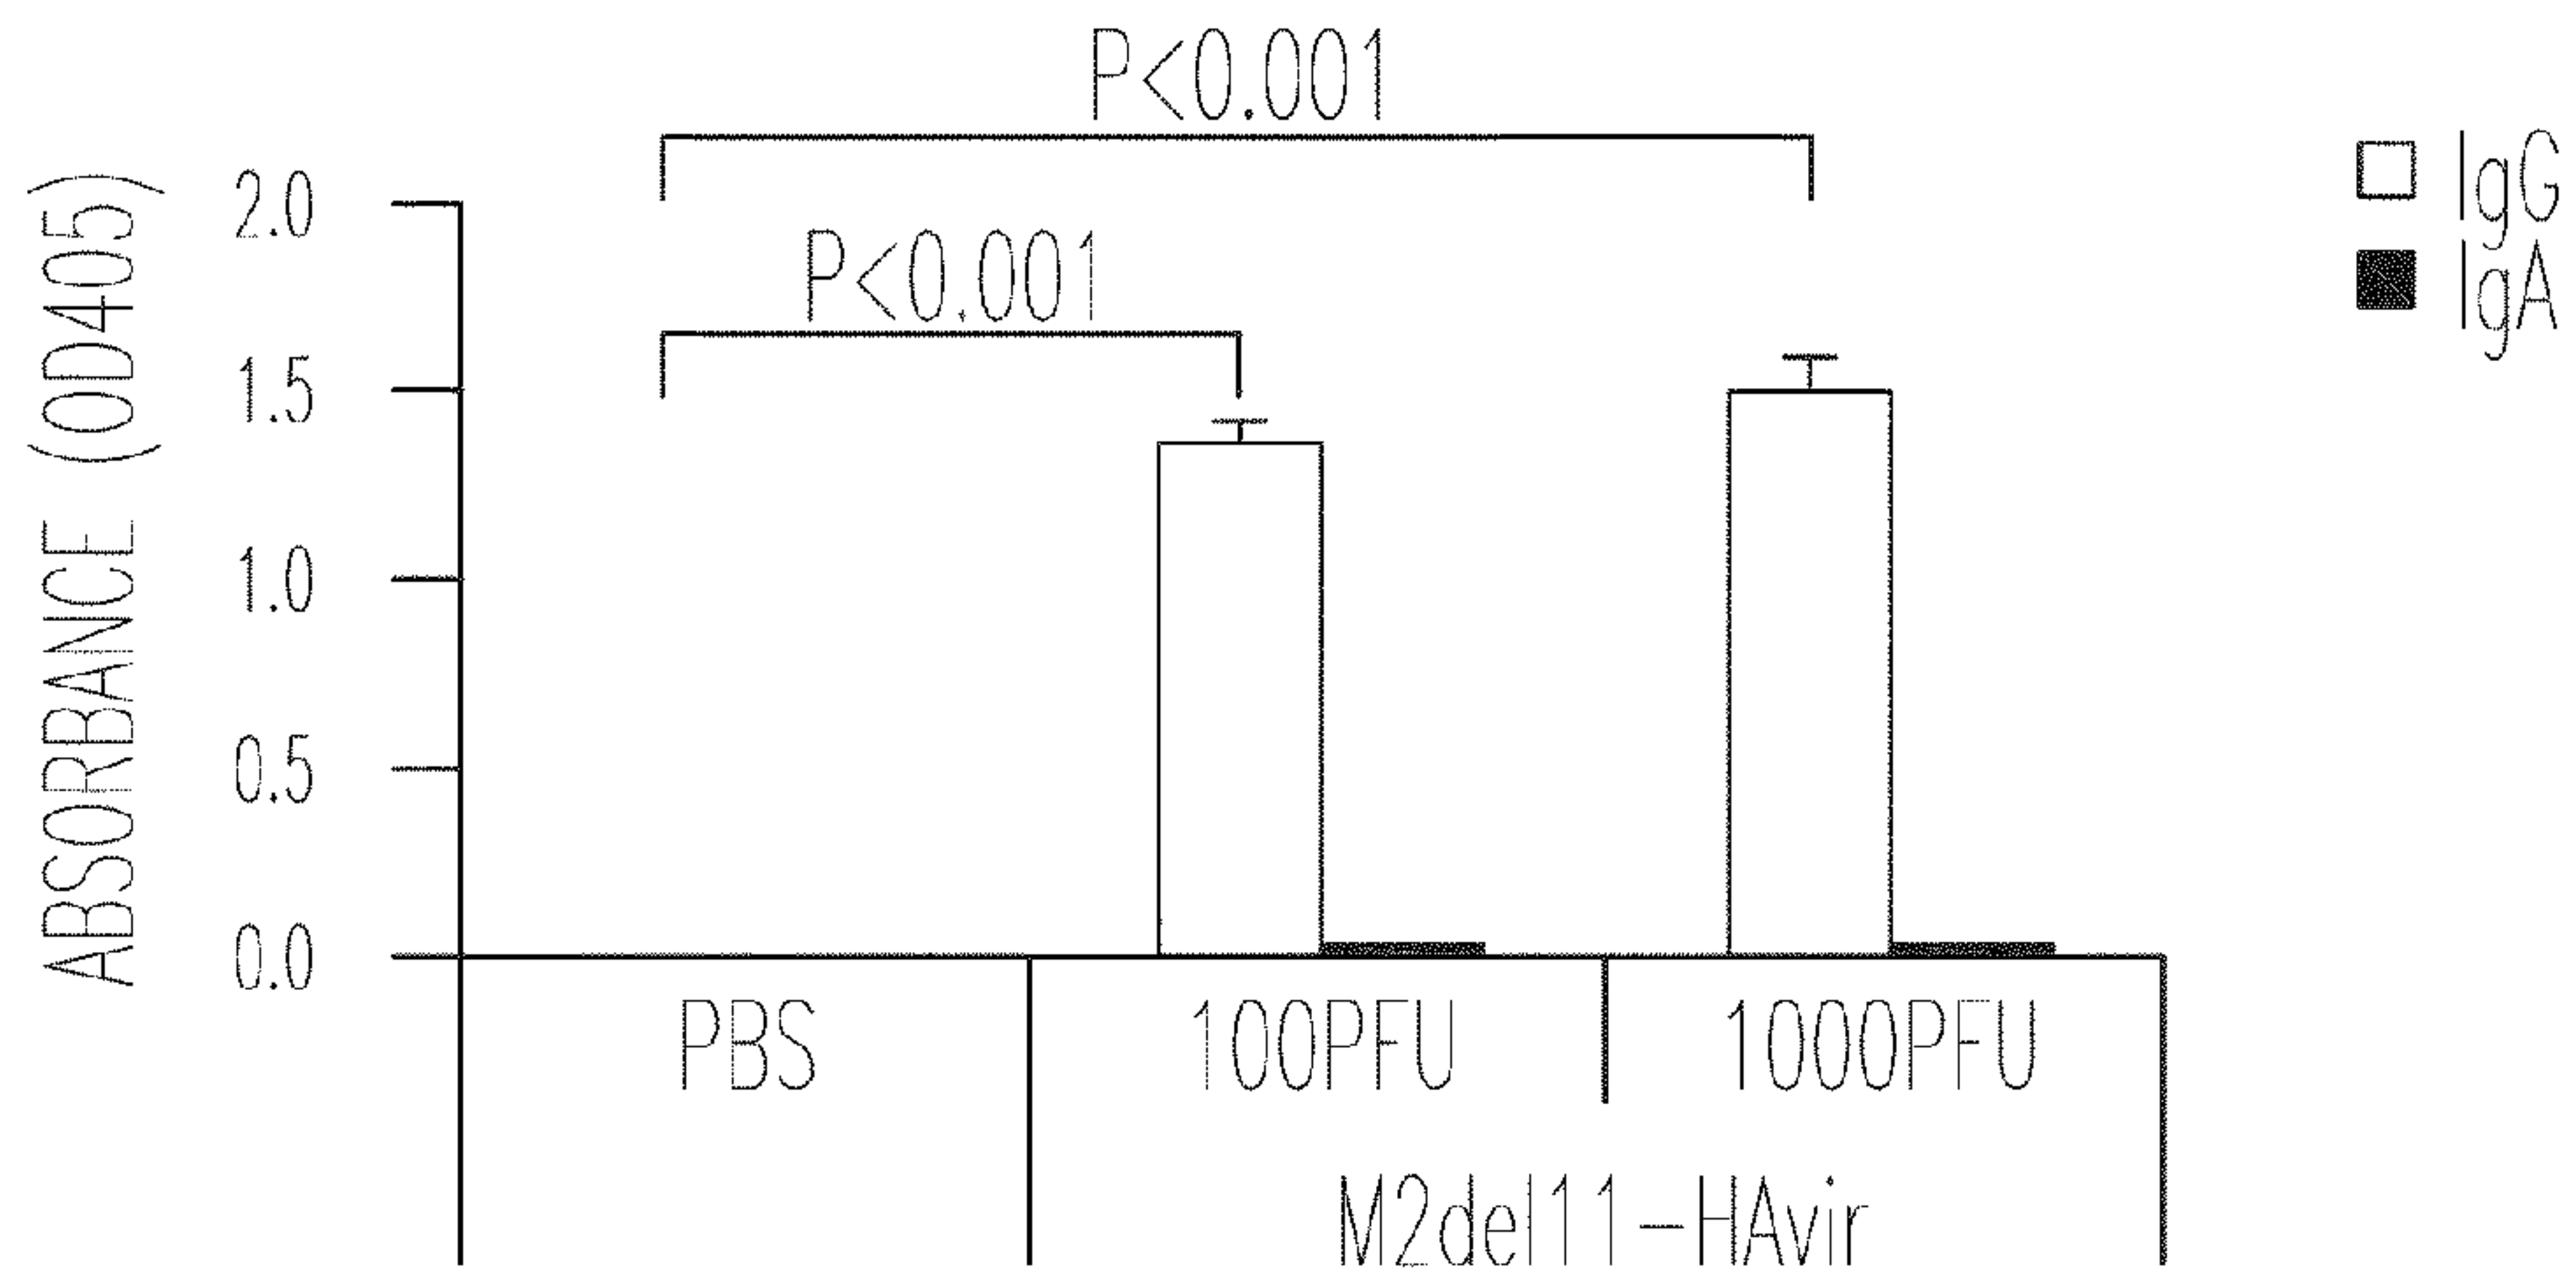 P<0.001
IgG
IgA
P<0.001
ABSORBANCE (OD405)
2.0
1.5
1.0
0.5
0.0
PBS
100PFU
1000PFU
M2del11-HAvir